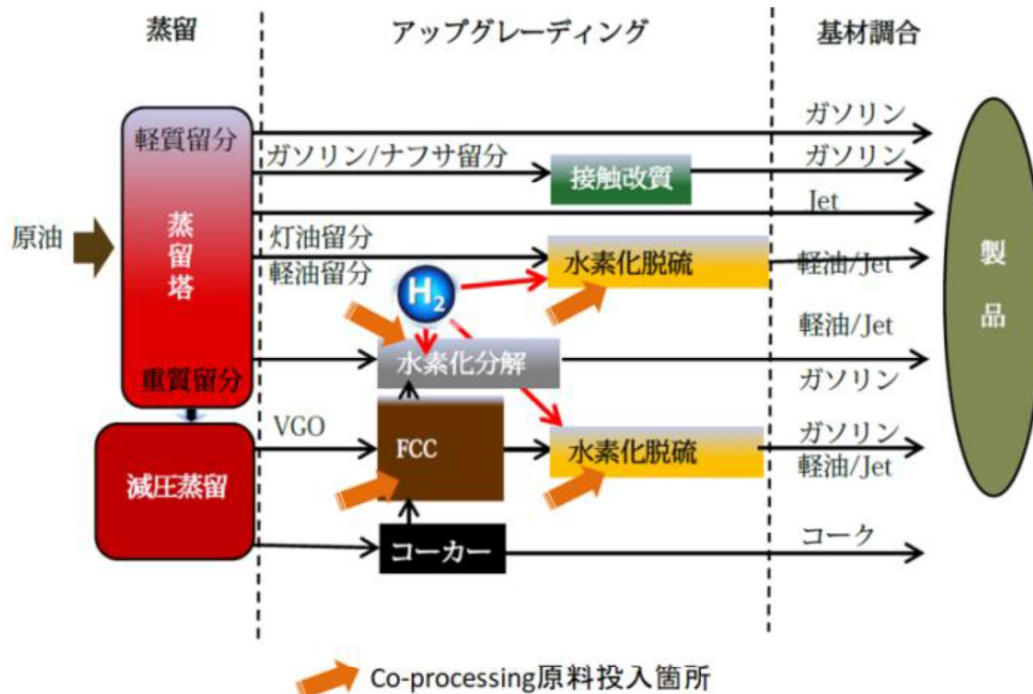 蒸留
アップグレーディング
基材調合
軽質留分
ガソリン
ガソリン/ナフサ留分
接触改質
ガソリン
Jet
原油
蒸留塔
灯油留分
軽油留分
水素化脱硫
軽油/Jet
製品
H2
水素化分解
軽油/Jet
ガソリン
重質留分
VGO
FCC
水素化脱硫
ガソリン
軽油/Jet
減圧蒸留
コーカー
コーク
Co-processing原料投入箇所